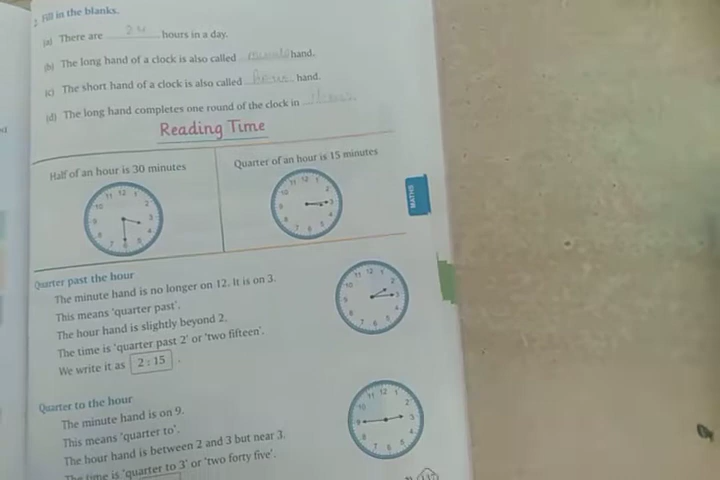 2. Fill in the blanks.
(a) There are 24 hours in a day.
(b) The long hand of a clock is also called minute hand.
(c) The short hand of a clock is also called hour hand.
(d) The long hand completes one round of the clock in
Reading Time
Half of an hour is 30 minutes
Quarter of an hour is 15 minutes
MATHS
Quarter past the hour
The minute hand is no longer on 12. It is on 3.
This means 'quarter past'.
The hour hand is slightly beyond 2.
The time is 'quarter past 2' or 'two fifteen'.
We write it as 2 : 15 .
Quarter to the hour
The minute hand is on 9.
This means 'quarter to'.
The hour hand is between 2 and 3 but near 3.
The time is 'quarter to 3' or 'two forty five'.